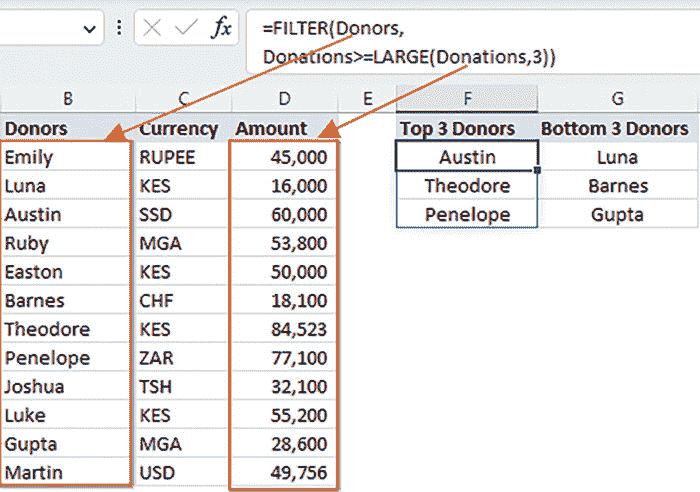 fx =FILTER(Donors,
Donations>=LARGE(Donations,3))
B C D E F G
Donors Currency Amount Top 3 Donors Bottom 3 Donors
Emily RUPEE 45,000 Austin Luna
Luna KES 16,000 Theodore Barnes
Austin SSD 60,000 Penelope Gupta
Ruby MGA 53,800
Easton KES 50,000
Barnes CHF 18,100
Theodore KES 84,523
Penelope ZAR 77,100
Joshua TSH 32,100
Luke KES 55,200
Gupta MGA 28,600
Martin USD 49,756